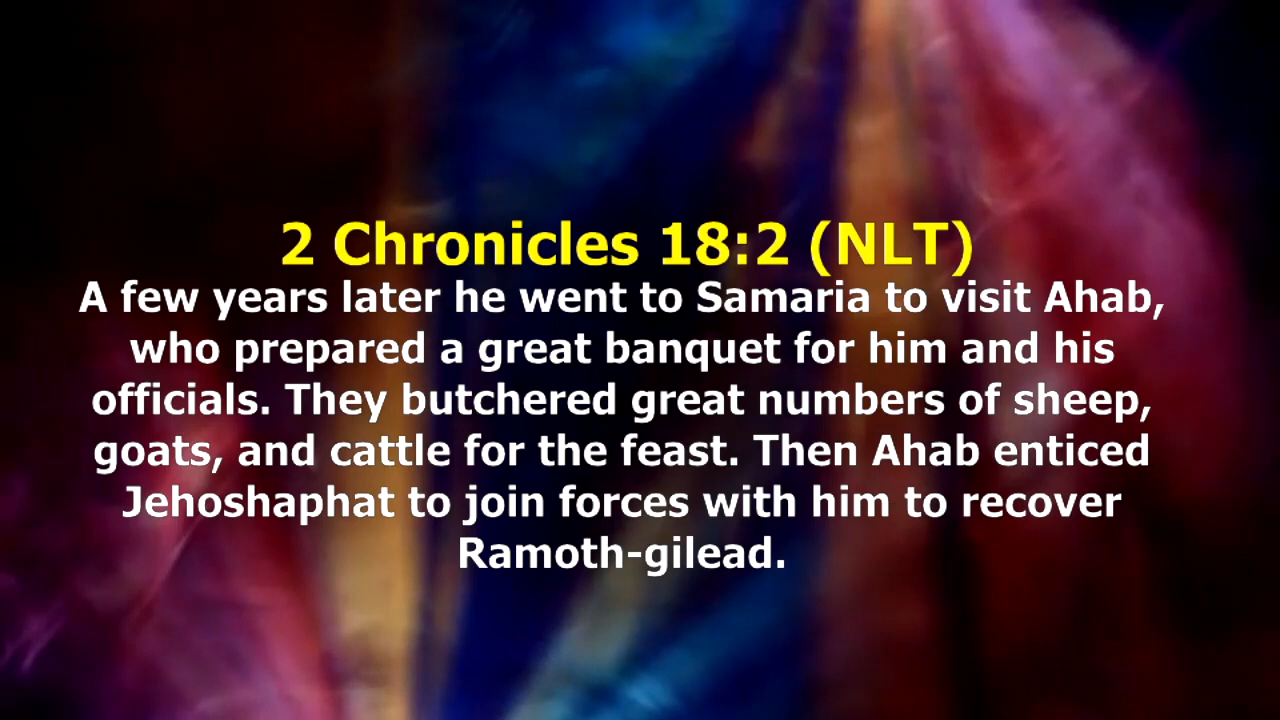 2 Chronicles 18:2 (NLT)
A few years later he went to Samaria to visit Ahab,
who prepared a great banquet for him and his
officials. They butchered great numbers of sheep,
goats, and cattle for the feast. Then Ahab enticed
Jehoshaphat to join forces with him to recover
Ramoth-gilead.